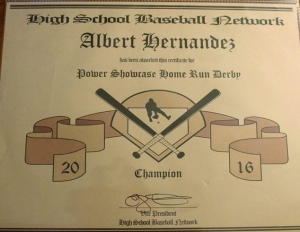 High School Baseball Network
Albert Hernandez
has been awarded this certificate for
Power Showcase Home Run Derby
20 16
Champion
Vice President
High School Baseball Network